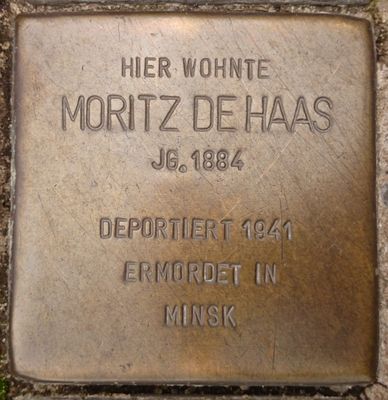 HIER WOHNTE
MORITZ DE HAAS
JG. 1884
DEPORTIERT 1941
ERMORDET IN
MINSK